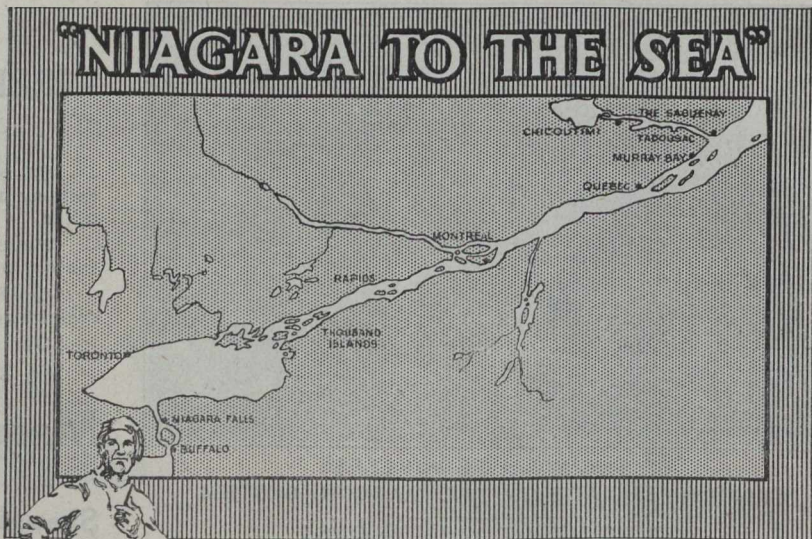 "NIAGARA TO THE SEA"
THE SAGUENAY
CHICOUTIMI
TADOUSAC
MURRAY BAY
QUEBEC
MONTREAL
RAPIDS
THOUSAND
ISLANDS
TORONTO
NIAGARA FALLS
BUFFALO